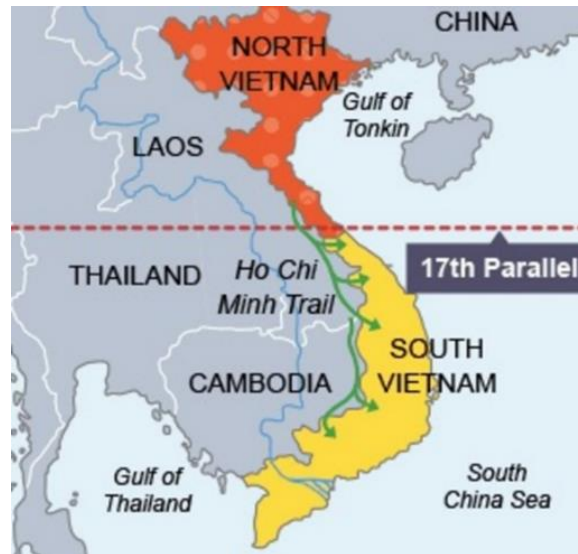 CHINA
NORTH
VIETNAM
Gulf of
Tonkin
LAOS
17th Parallel
THAILAND
Ho Chi
Minh Trail
SOUTH
VIETNAM
CAMBODIA
Gulf of
Thailand
South
China Sea